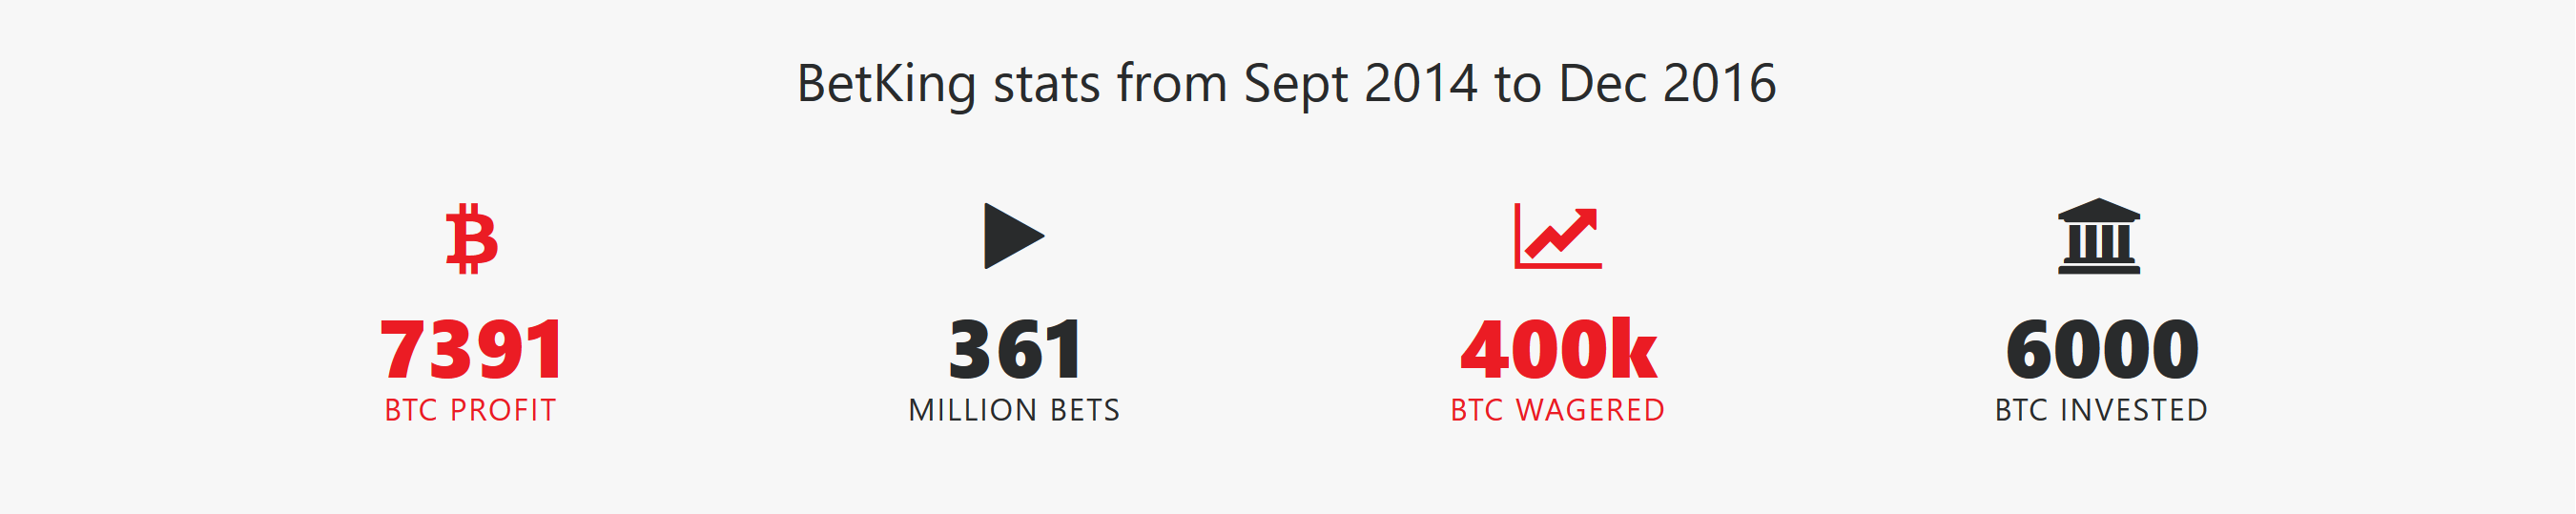 BetKing stats from Sept 2014 to Dec 2016
7391
BTC PROFIT
361
MILLION BETS
400k
BTC WAGERED
6000
BTC INVESTED